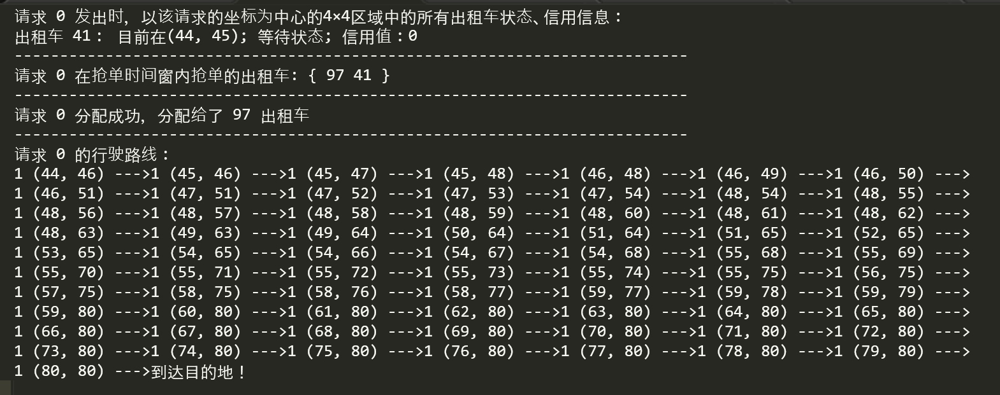 请求 0 发出时, 以该请求的坐标为中心的4×4区域中的所有出租车状态、信用信息：
出租车 41： 目前在(44, 45); 等待状态; 信用值：0
--------------------------------------------------------------------------
请求 0 在抢单时间窗内抢单的出租车: { 97 41 }
--------------------------------------------------------------------------
请求 0 分配成功, 分配给了 97 出租车
--------------------------------------------------------------------------
请求 0 的行驶路线：
1 (44, 46) --->1 (45, 46) --->1 (45, 47) --->1 (45, 48) --->1 (46, 48) --->1 (46, 49) --->1 (46, 50) --->
1 (46, 51) --->1 (47, 51) --->1 (47, 52) --->1 (47, 53) --->1 (47, 54) --->1 (48, 54) --->1 (48, 55) --->
1 (48, 56) --->1 (48, 57) --->1 (48, 58) --->1 (48, 59) --->1 (48, 60) --->1 (48, 61) --->1 (48, 62) --->
1 (48, 63) --->1 (49, 63) --->1 (49, 64) --->1 (50, 64) --->1 (51, 64) --->1 (51, 65) --->1 (52, 65) --->
1 (53, 65) --->1 (54, 65) --->1 (54, 66) --->1 (54, 67) --->1 (54, 68) --->1 (55, 68) --->1 (55, 69) --->
1 (55, 70) --->1 (55, 71) --->1 (55, 72) --->1 (55, 73) --->1 (55, 74) --->1 (55, 75) --->1 (56, 75) --->
1 (57, 75) --->1 (58, 75) --->1 (58, 76) --->1 (58, 77) --->1 (59, 77) --->1 (59, 78) --->1 (59, 79) --->
1 (59, 80) --->1 (60, 80) --->1 (61, 80) --->1 (62, 80) --->1 (63, 80) --->1 (64, 80) --->1 (65, 80) --->
1 (66, 80) --->1 (67, 80) --->1 (68, 80) --->1 (69, 80) --->1 (70, 80) --->1 (71, 80) --->1 (72, 80) --->
1 (73, 80) --->1 (74, 80) --->1 (75, 80) --->1 (76, 80) --->1 (77, 80) --->1 (78, 80) --->1 (79, 80) --->
1 (80, 80) --->到达目的地！